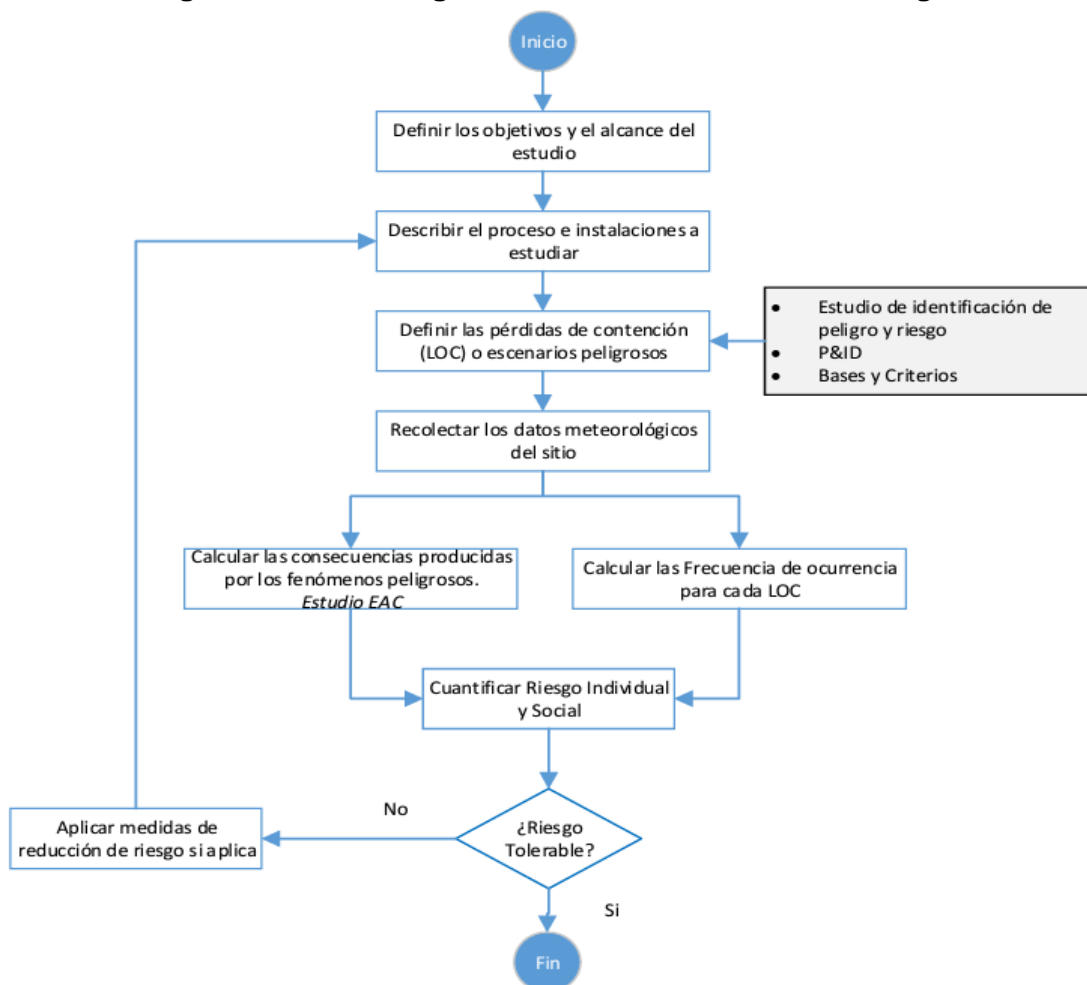 Inicio
Definir los objetivos y el alcance del
estudio
Describir el proceso e instalaciones a
estudiar
Definir las pérdidas de contención
(LOC) o escenarios peligrosos
• Estudio de identificación de
peligro y riesgo
• P&ID
• Bases y Criterios
Recolectar los datos meteorológicos
del sitio
Calcular las consecuencias producidas
por los fenómenos peligrosos.
Estudio EAC
Calcular las Frecuencia de ocurrencia
para cada LOC
Cuantificar Riesgo Individual
y Social
No
Aplicar medidas de
reducción de riesgo si aplica
¿Riesgo
Tolerable?
Si
Fin